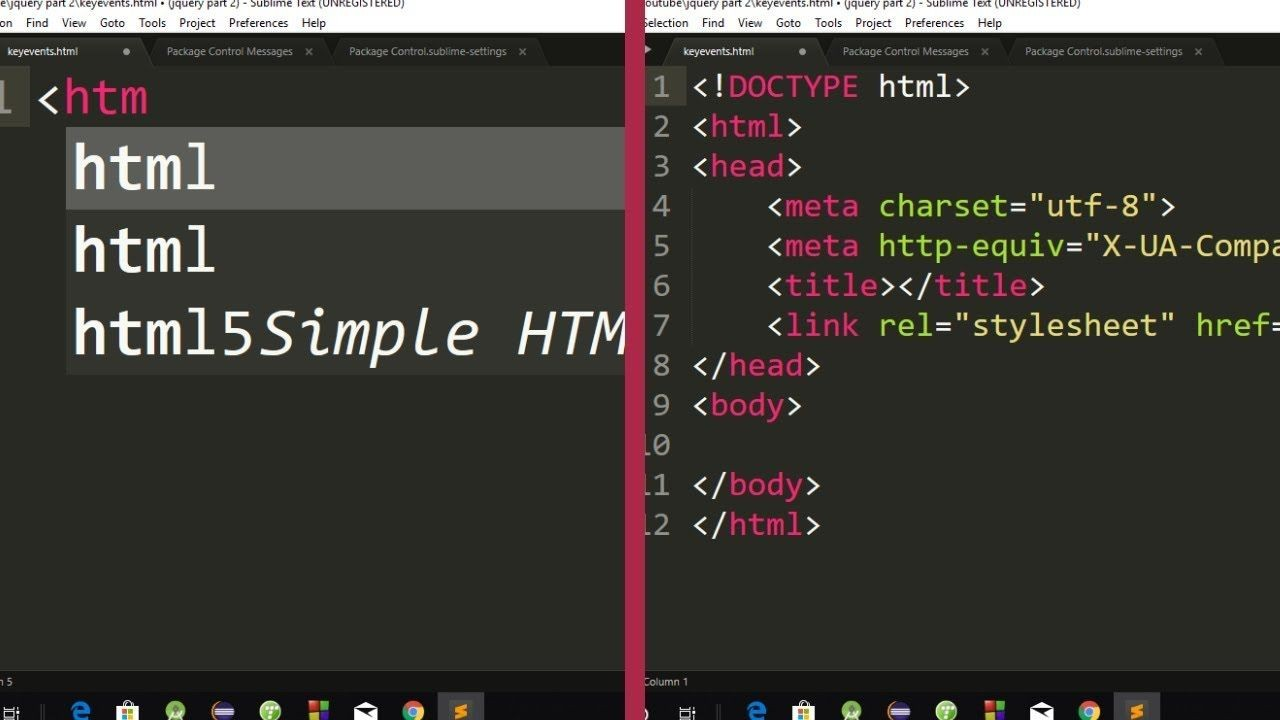 e\jquery part 2\keyevents.html • (jquery part 2) - Sublime Text (UNREGISTERED)
on Find View Goto Tools Project Preferences Help
keyevents.html Package Control Messages Package Control.sublime-settings
1 <htm
html
html
html5 Simple HTM
n 5
outube\jquery part 2\keyevents.html • (jquery part 2) - Sublime Text (UNREGISTERED)
Selection Find View Goto Tools Project Preferences Help
keyevents.html Package Control Messages Package Control.sublime-settings
1 <!DOCTYPE html>
2 <html>
3 <head>
4 <meta charset="utf-8">
5 <meta http-equiv="X-UA-Compa
6 <title></title>
7 <link rel="stylesheet" href=
8 </head>
9 <body>
10
11 </body>
12 </html>
Column 1